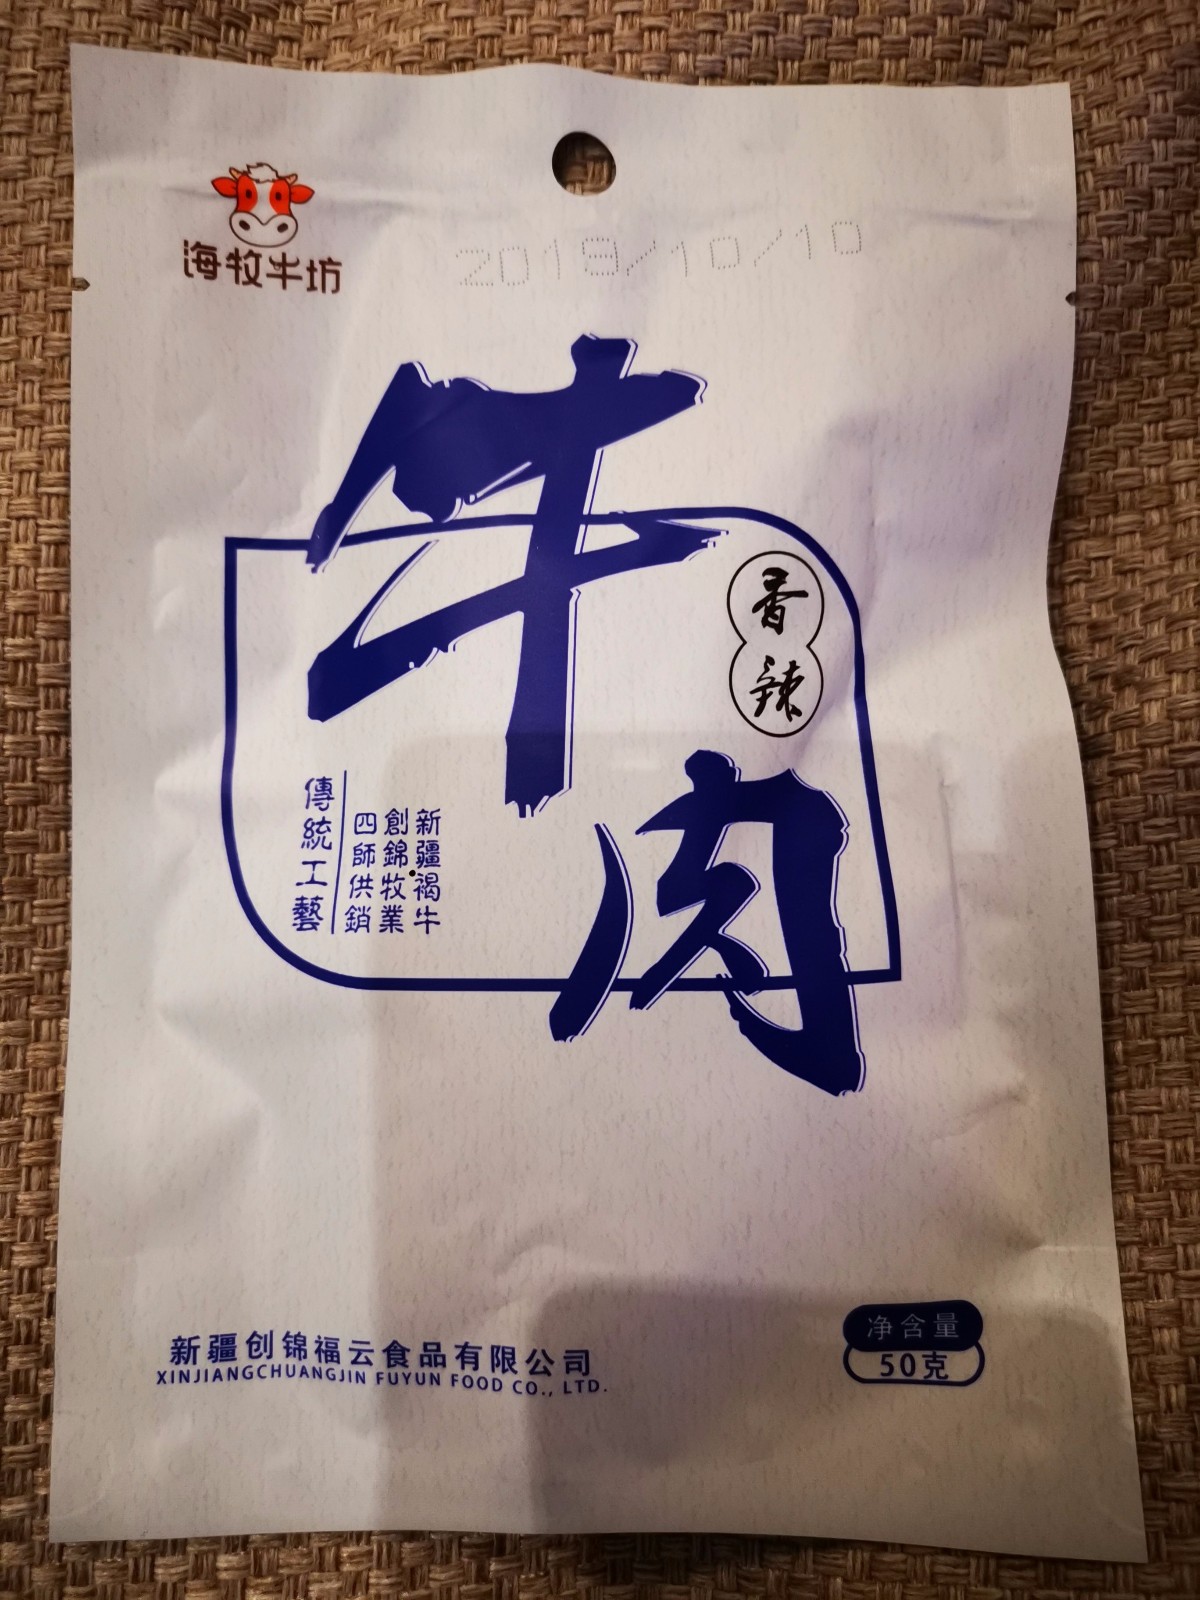 海牧牛坊
2019/10/10
牛肉
香辣
新疆褐牛
創錦牧業
四師供銷
傳統工藝
新疆创锦福云食品有限公司
XINJIANGCHUANGJIN FUYUN FOOD CO., LTD.
净含量
50克